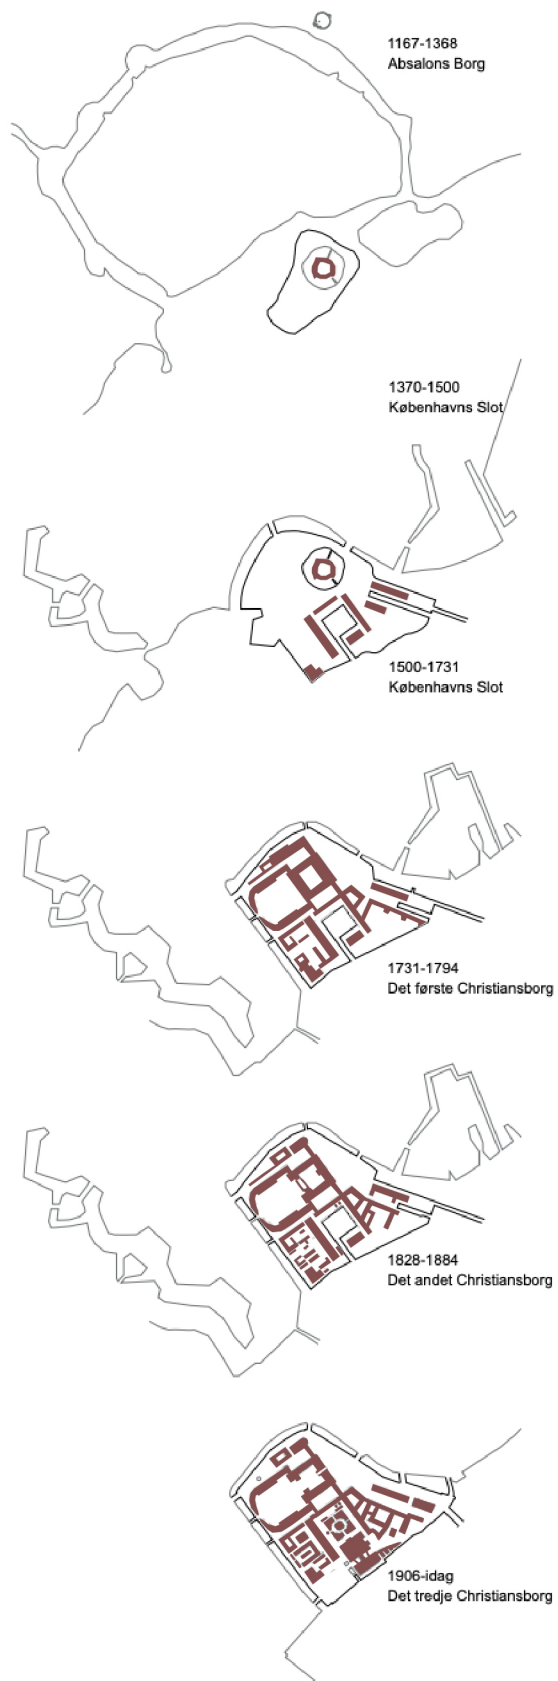 1167-1368
Absalons Borg
1370-1500
Københavns Slot
1500-1731
Københavns Slot
1731-1794
Det første Christiansborg
1828-1884
Det andet Christiansborg
1906-idag
Det tredje Christiansborg